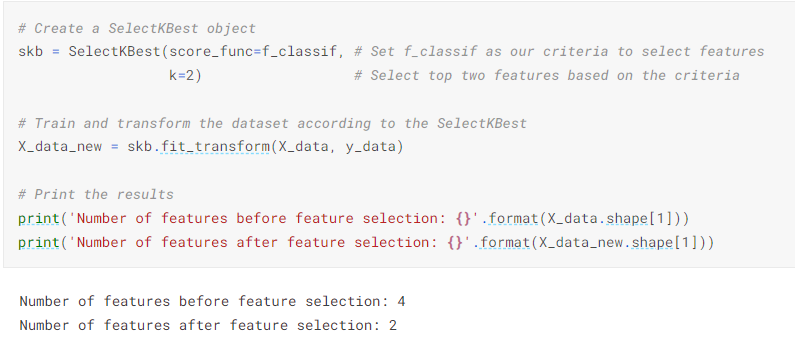 # Create a SelectKBest object
skb = SelectKBest(score_func=f_classif, # Set f_classif as our criteria to select features
                  k=2)                  # Select top two features based on the criteria

# Train and transform the dataset according to the SelectKBest
X_data_new = skb.fit_transform(X_data, y_data)

# Print the results
print('Number of features before feature selection: {}'.format(X_data.shape[1]))
print('Number of features after feature selection: {}'.format(X_data_new.shape[1]))

Number of features before feature selection: 4
Number of features after feature selection: 2